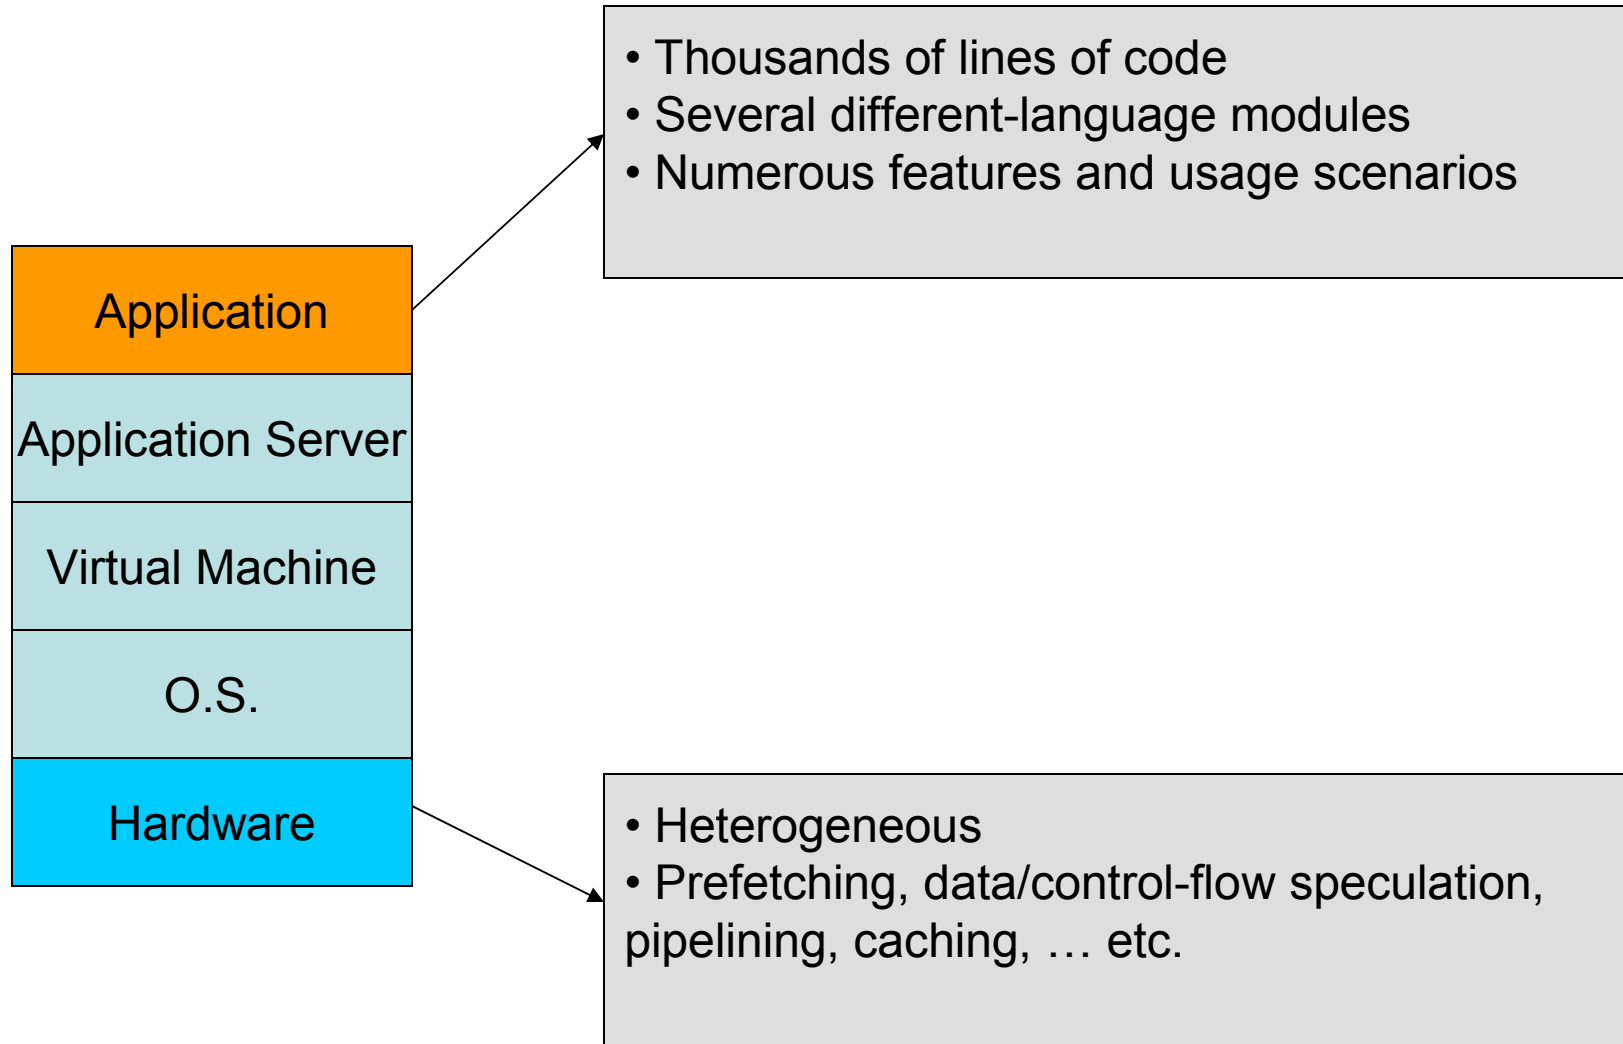 • Thousands of lines of code
• Several different-language modules
• Numerous features and usage scenarios
Application
Application Server
Virtual Machine
O.S.
Hardware
• Heterogeneous
• Prefetching, data/control-flow speculation,
pipelining, caching, … etc.